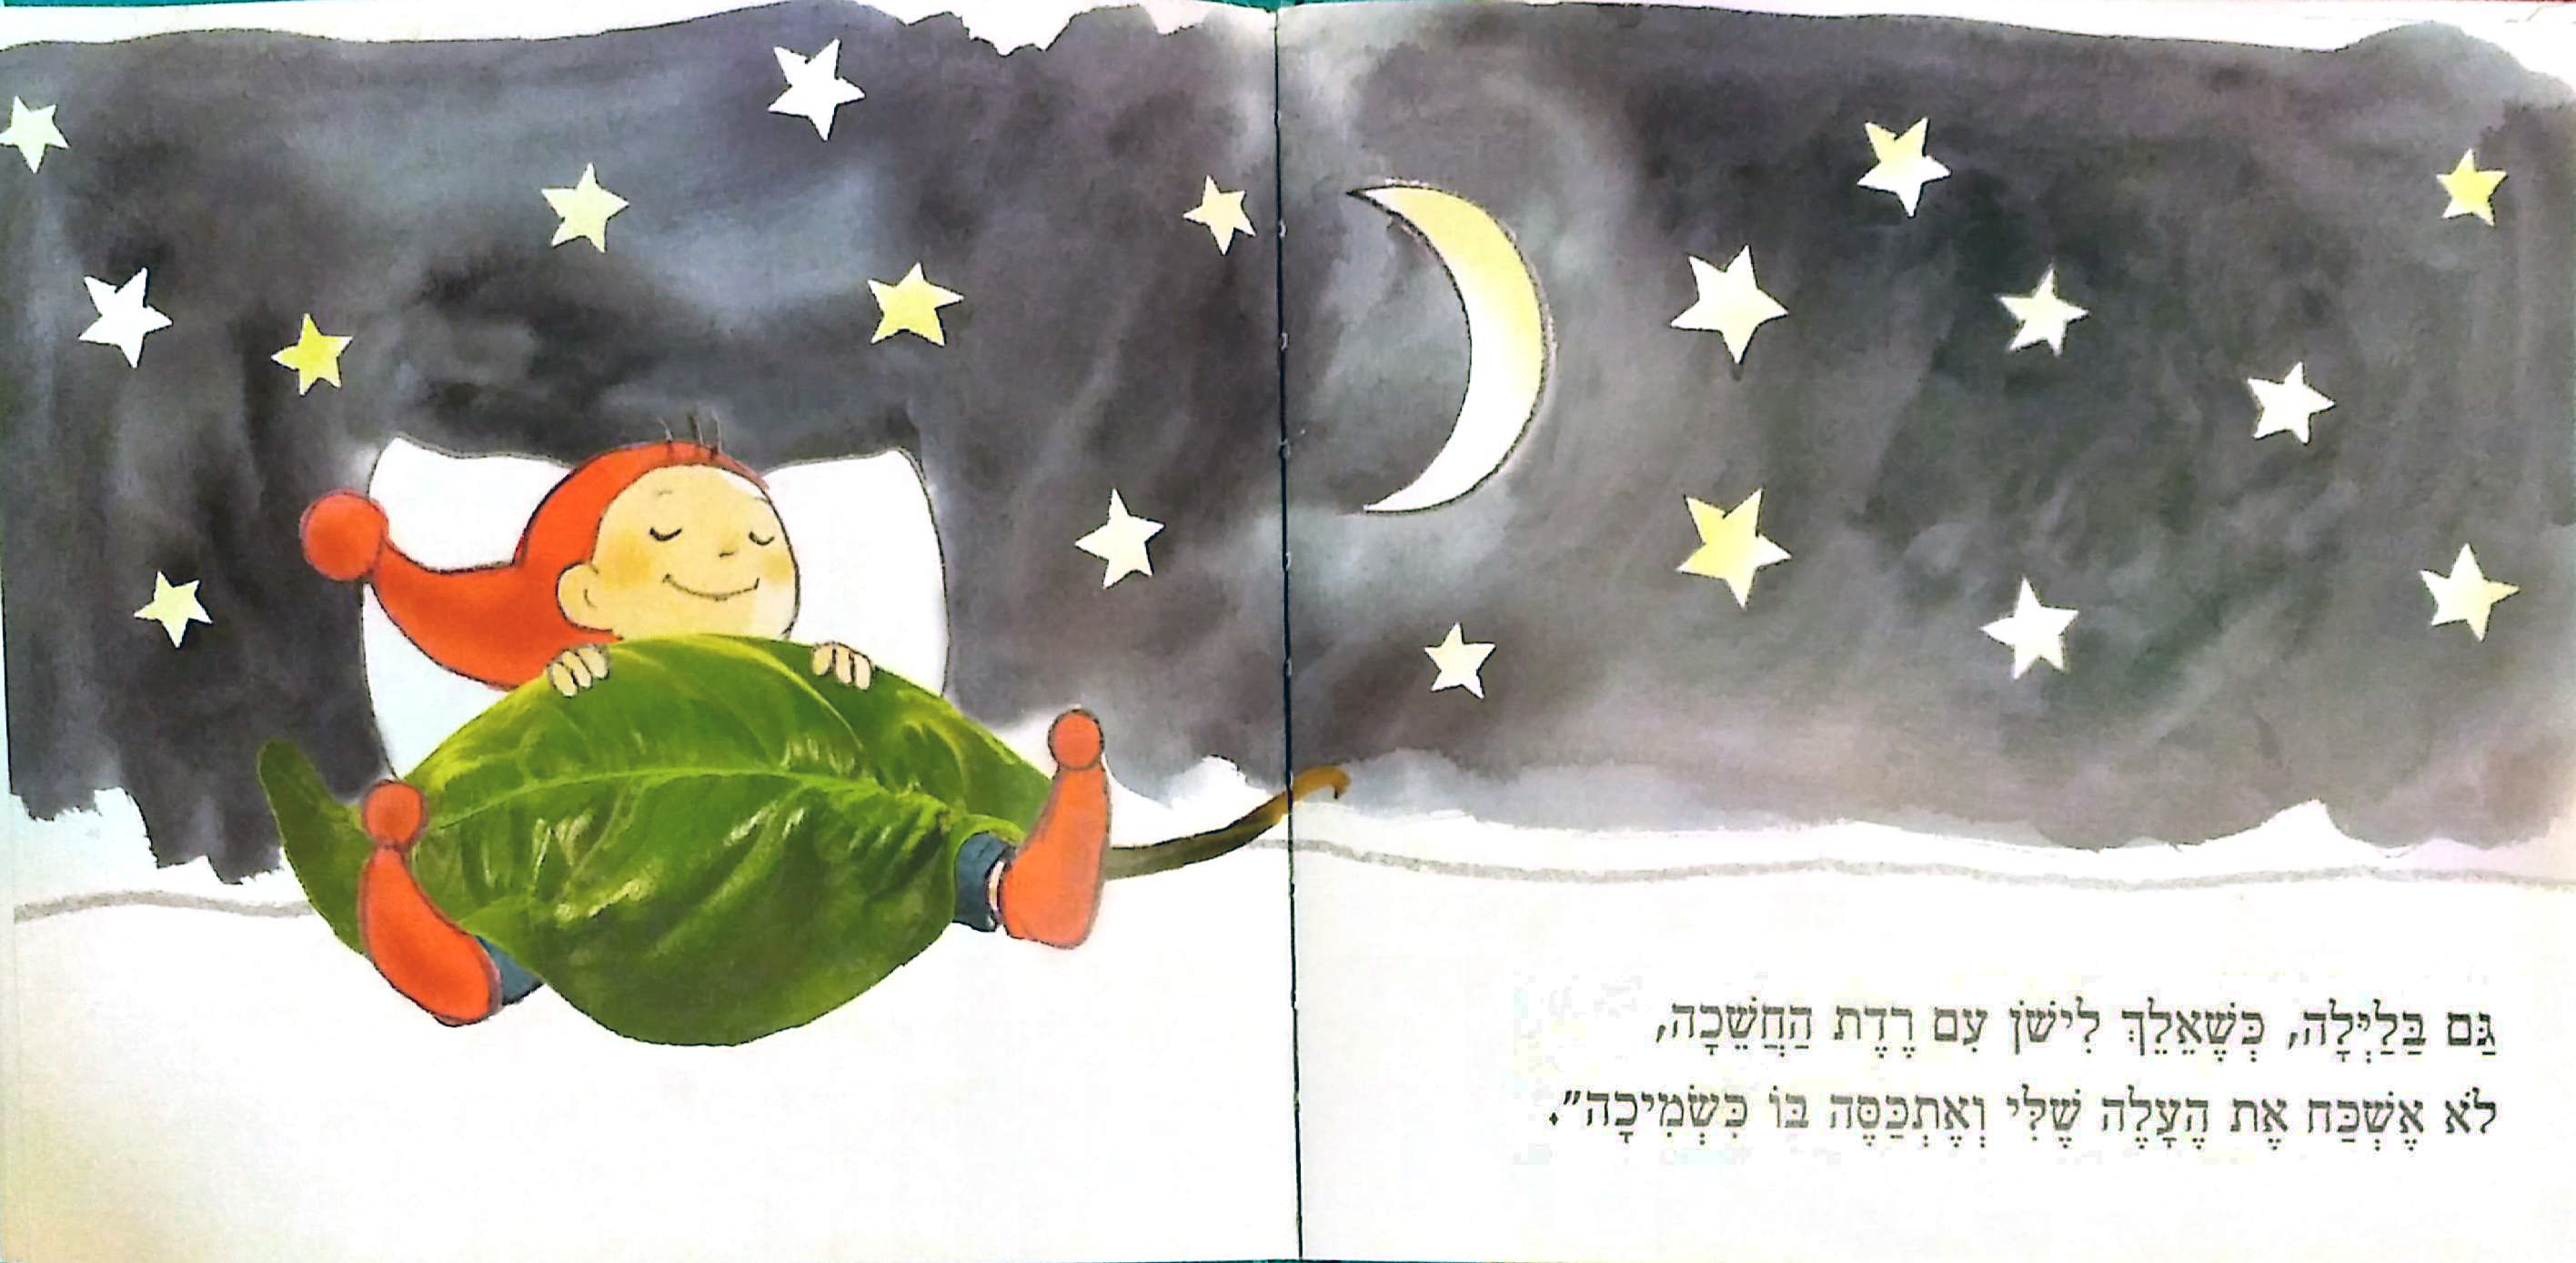 גַּם בַּלַּיְלָה, כְּשֶׁאֵלֵךְ לִישֹׁן עִם רֶדֶת הַחֲשֵׁכָה,
לֹא אֶשְׁכַּח אֶת הֶעָלֶה שֶׁלִּי וְאֶתְכַּסֶּה בּוֹ כִּשְׂמִיכָה".